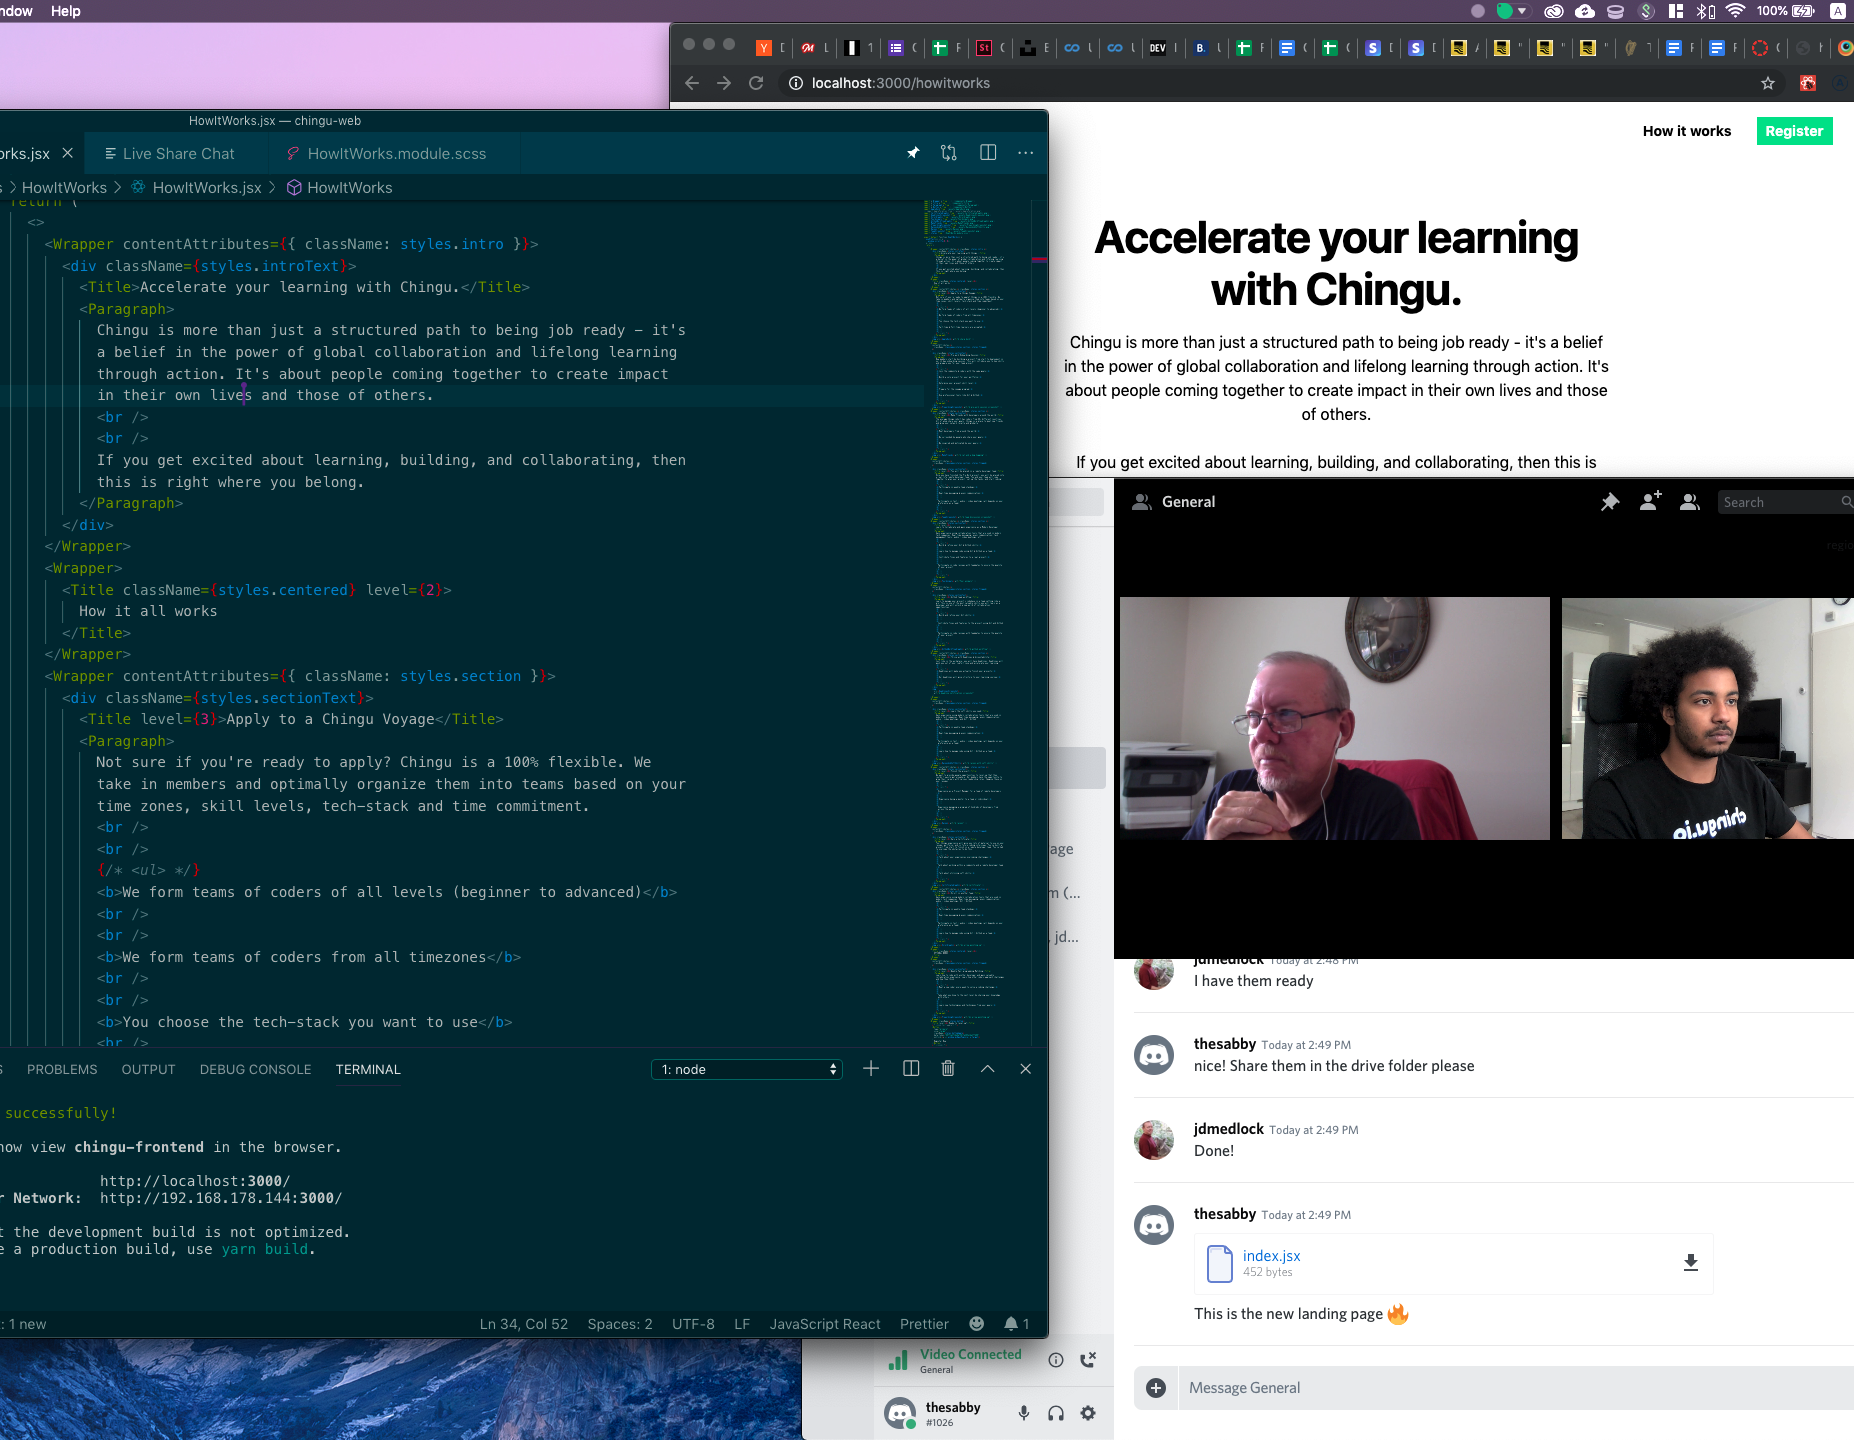 ndow Help
100%
A
HowItWorks.jsx — chingu-web
orks.jsx
Live Share Chat
HowItWorks.module.scss
s > HowItWorks > HowItWorks.jsx > HowItWorks
return (
<>
<Wrapper contentAttributes={{ className: styles.intro }}>
<div className={styles.introText}>
<Title>Accelerate your learning with Chingu.</Title>
<Paragraph>
Chingu is more than just a structured path to being job ready – it's
a belief in the power of global collaboration and lifelong learning
through action. It's about people coming together to create impact
in their own lives and those of others.
<br />
<br />
If you get excited about learning, building, and collaborating, then
this is right where you belong.
</Paragraph>
</div>
</Wrapper>
<Wrapper>
<Title className={styles.centered} level={2}>
How it all works
</Title>
</Wrapper>
<Wrapper contentAttributes={{ className: styles.section }}>
<div className={styles.sectionText}>
<Title level={3}>Apply to a Chingu Voyage</Title>
<Paragraph>
Not sure if you're ready to apply? Chingu is a 100% flexible. We
take in members and optimally organize them into teams based on your
time zones, skill levels, tech-stack and time commitment.
<br />
<br />
{/* <ul> */}
<b>We form teams of coders of all levels (beginner to advanced)</b>
<br />
<br />
<b>We form teams of coders from all timezones</b>
<br />
<br />
<b>You choose the tech-stack you want to use</b>
<br />
S PROBLEMS OUTPUT DEBUG CONSOLE TERMINAL
1: node
successfully!
now view chingu-frontend in the browser.
http://localhost:3000/
r Network: http://192.168.178.144:3000/
t the development build is not optimized.
e a production build, use yarn build.
: 1 new
Ln 34, Col 52 Spaces: 2 UTF-8 LF JavaScript React Prettier 1
localhost:3000/howitworks
How it works Register
Accelerate your learning
with Chingu.
Chingu is more than just a structured path to being job ready - it's a belief
in the power of global collaboration and lifelong learning through action. It's
about people coming together to create impact in their own lives and those
of others.
If you get excited about learning, building, and collaborating, then this is
General
Search
regio
chingu.io
age
m (...
, jd...
jdmedlock Today at 2:48 PM
I have them ready
thesabby Today at 2:49 PM
nice! Share them in the drive folder please
jdmedlock Today at 2:49 PM
Done!
thesabby Today at 2:49 PM
index.jsx
452 bytes
This is the new landing page 🔥
Video Connected
General
thesabby
#1026
Message General